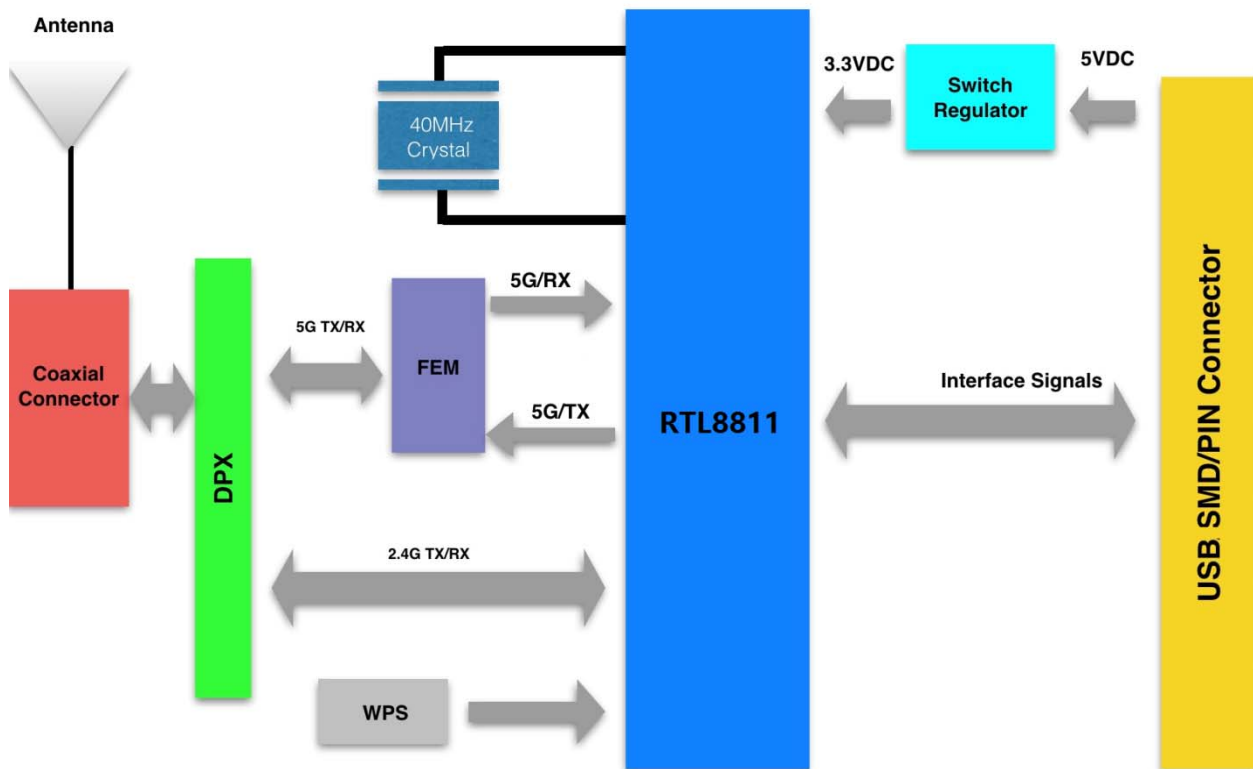 Antenna
40MHz
Crystal
3.3VDC
Switch
Regulator
5VDC
5G/RX
5G TX/RX
FEM
5G/TX
Coaxial
Connector
DPX
RTL8811
Interface Signals
USB SMD/PIN Connector
2.4G TX/RX
WPS